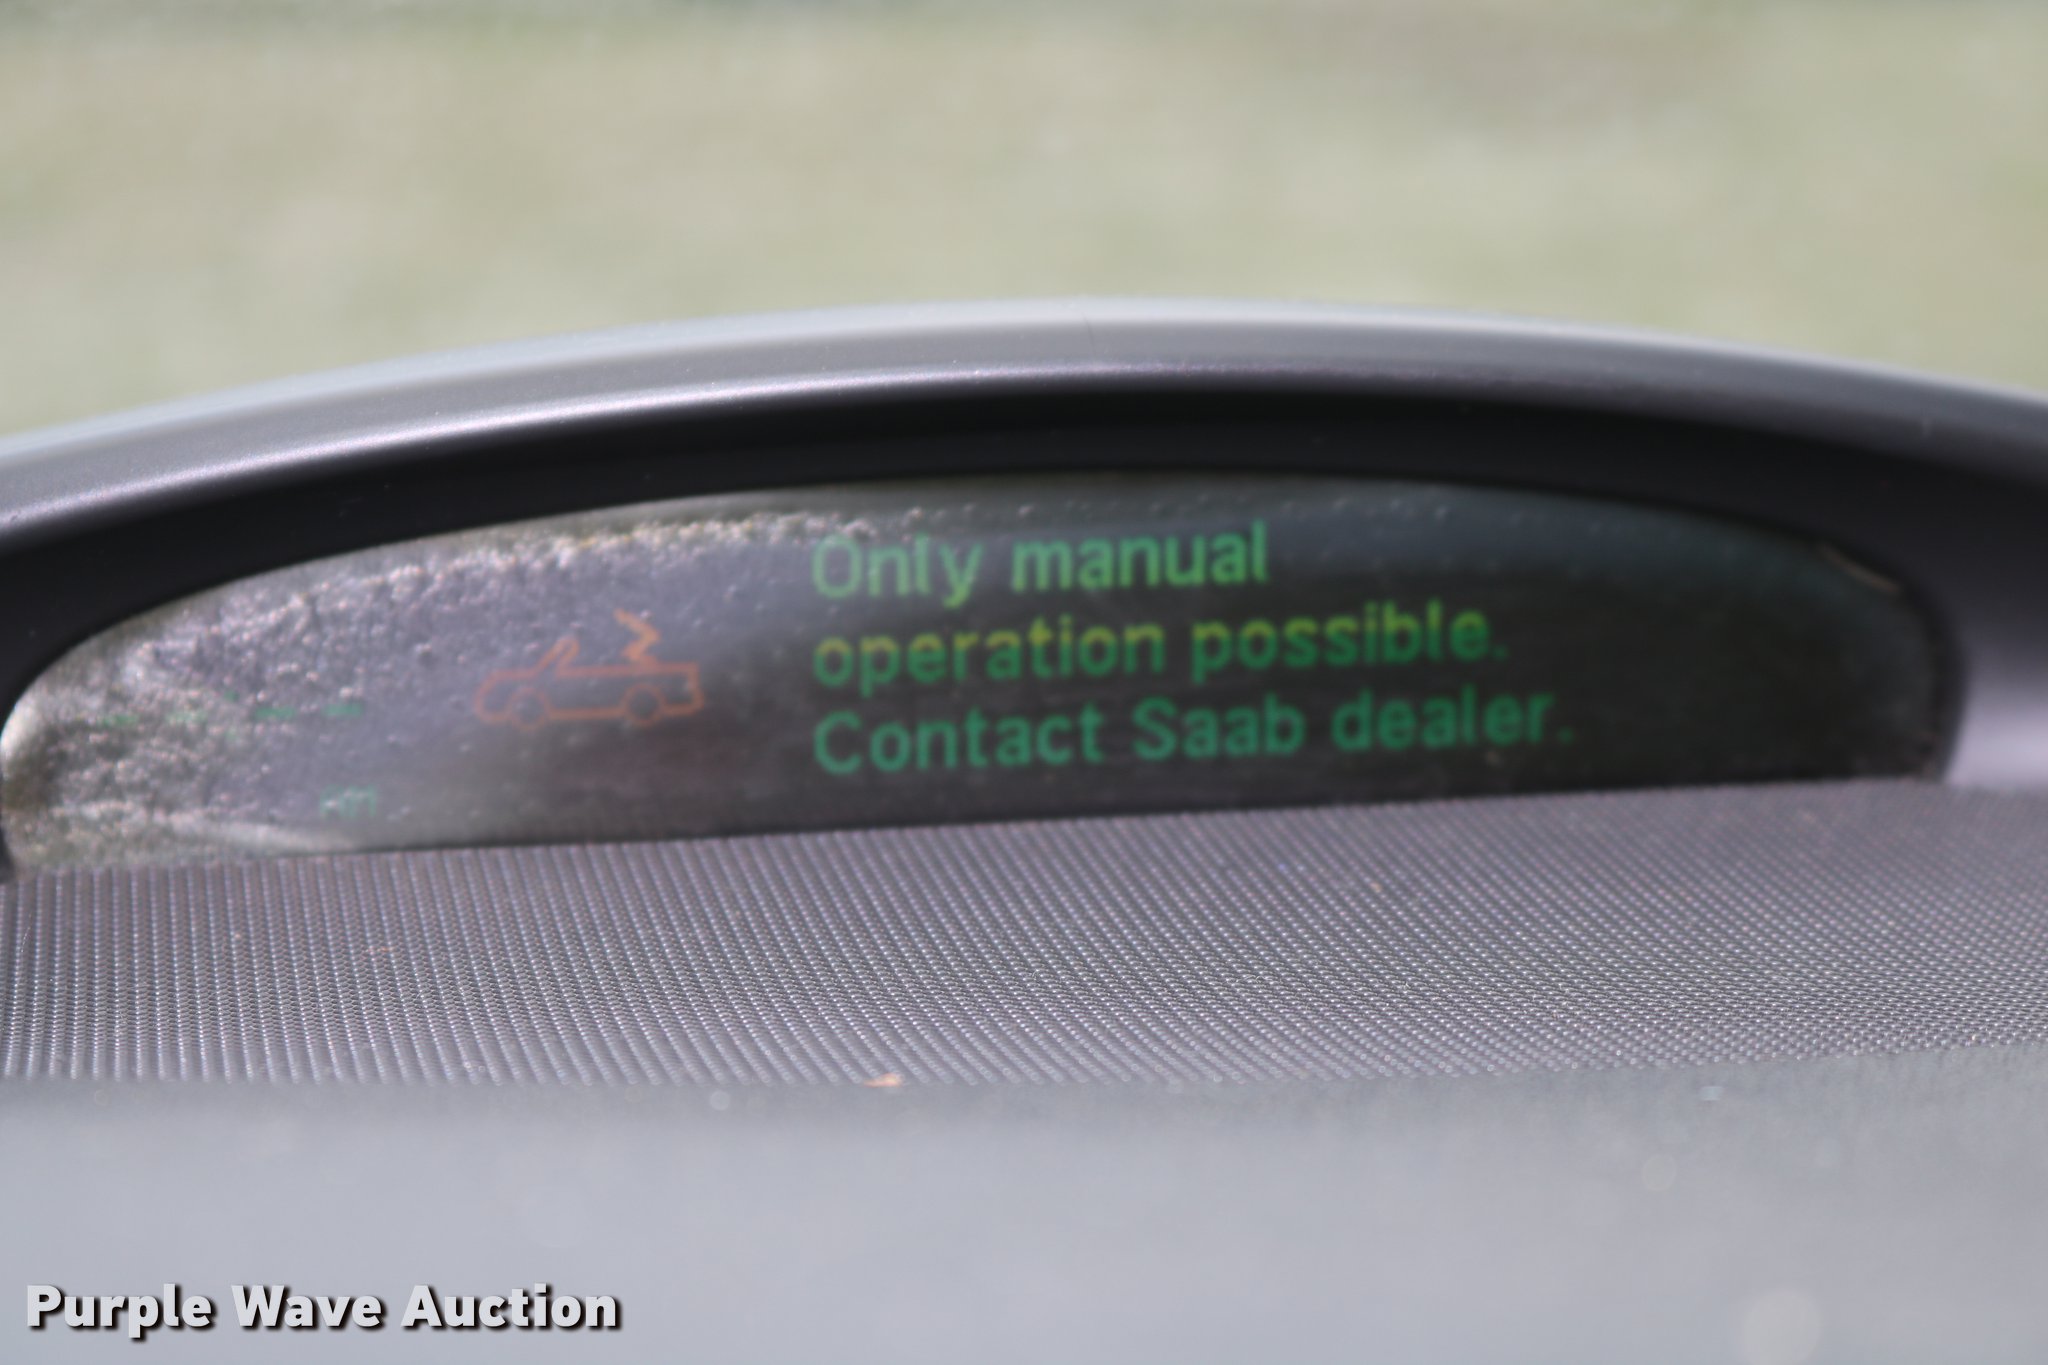 Only manual
operation possible.
Contact Saab dealer.
Purple Wave Auction